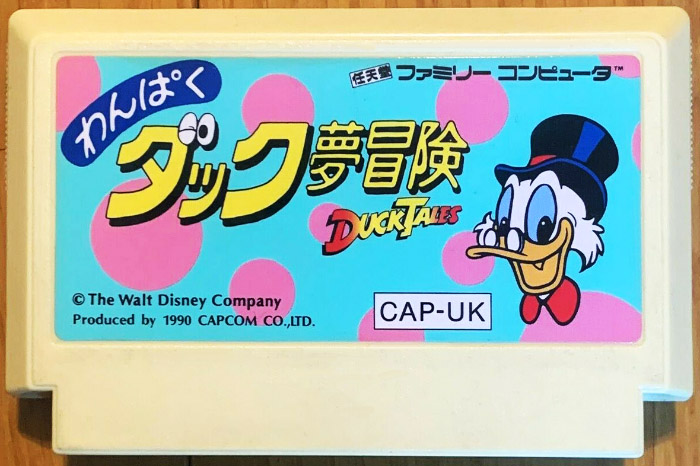 任天堂 ファミリー コンピュータ™
わんぱく
ダック夢冒険
DUCKTALES
© The Walt Disney Company
Produced by 1990 CAPCOM CO.,LTD.
CAP-UK